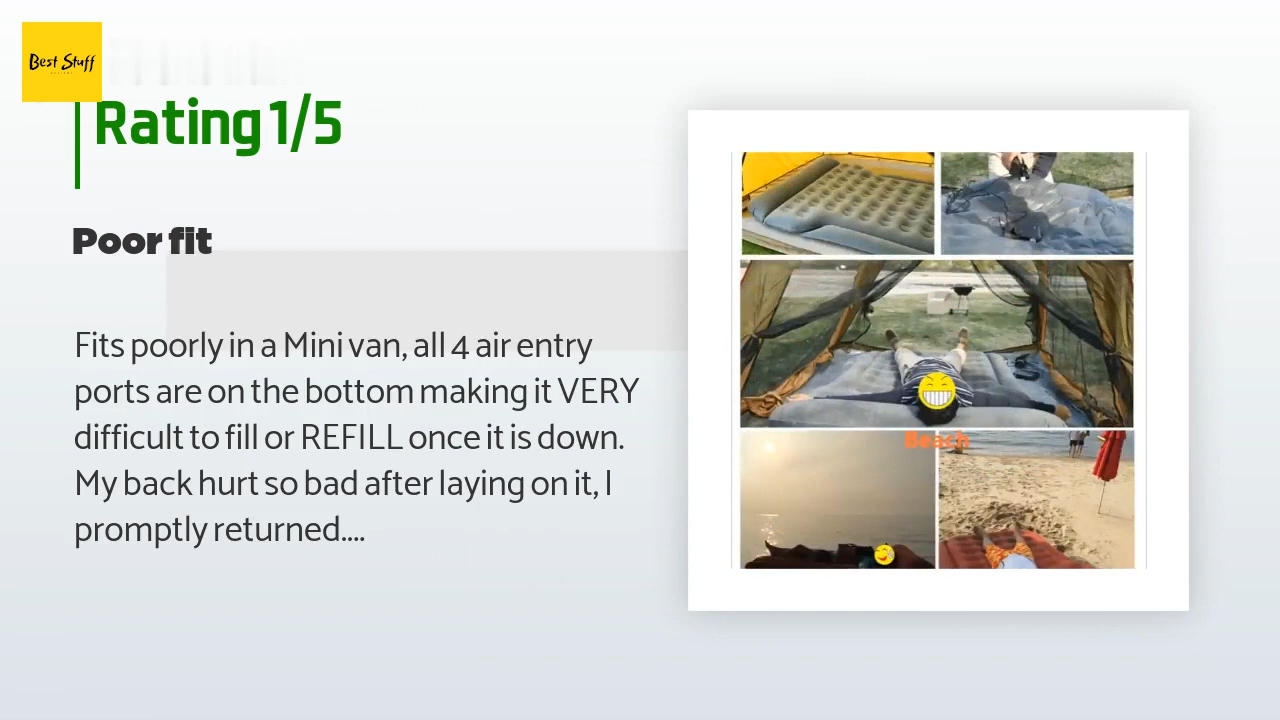 Best Stuff
Rating 1/5
Poor fit
Fits poorly in a Mini van, all 4 air entry
ports are on the bottom making it VERY
difficult to fill or REFILL once it is down.
My back hurt so bad after laying on it, I
promptly returned....
Beach